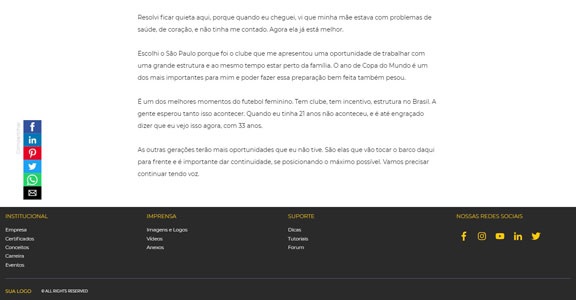 Resolvi ficar quieta aqui, porque quando eu cheguei, vi que minha mãe estava com problemas de
saúde, de coração, e não tinha me contado. Agora ela já está melhor.
Escolhi o São Paulo porque foi o clube que me apresentou uma oportunidade de trabalhar com
uma grande estrutura e ao mesmo tempo estar perto da família. O ano de Copa do Mundo é um
dos mais importantes para mim e poder fazer essa preparação bem feita também pesou.
É um dos melhores momentos do futebol feminino. Tem clube, tem incentivo, estrutura no Brasil. A
gente esperou tanto isso acontecer. Quando eu tinha 21 anos não aconteceu, e é até engraçado
dizer que eu vejo isso agora, com 33 anos.
As outras gerações terão mais oportunidades que eu não tive. São elas que vão tocar o barco daqui
para frente e é importante dar continuidade, se posicionando o máximo possível. Vamos precisar
continuar tendo voz.
INSTITUCIONAL
Empresa
Certificados
Conceitos
Carreira
Eventos
IMPRENSA
Imagens e Logos
Vídeos
Anexos
SUPORTE
Dicas
Tutoriais
Forum
NOSSAS REDES SOCIAIS
SUA LOGO
© ALL RIGHTS RESERVED